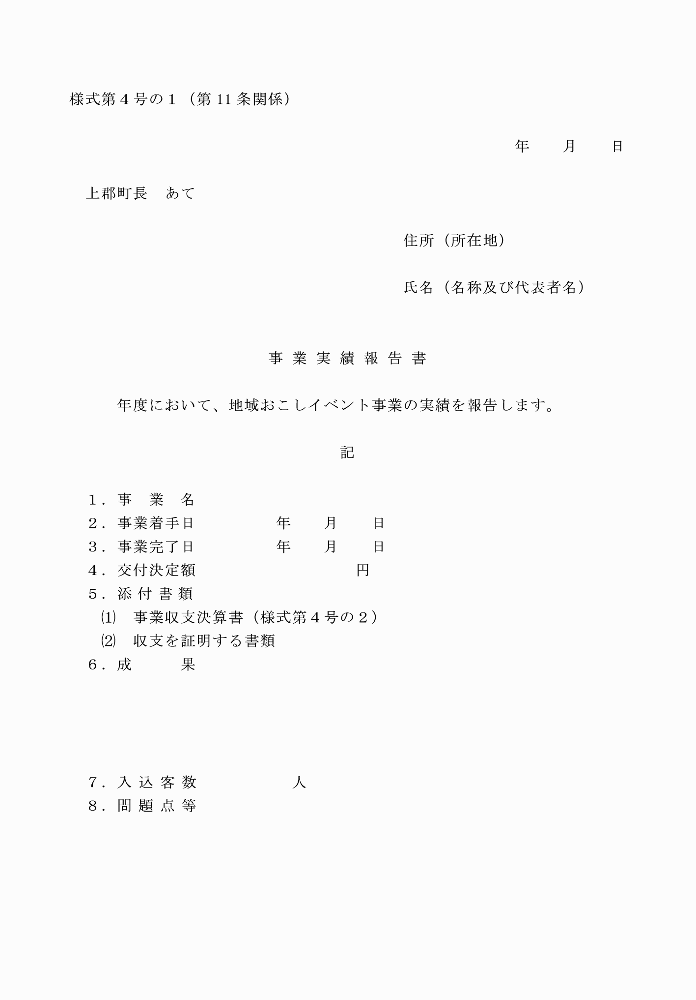 様式第４号の１（第 11 条関係）
年　　月　　日
上郡町長　あて
住所（所在地）
氏名（名称及び代表者名）
事 業 実 績 報 告 書
年度において、地域おこしイベント事業の実績を報告します。
記
１．事　業　名
２．事業着手日　　　　　年　　月　　日
３．事業完了日　　　　　年　　月　　日
４．交付決定額　　　　　　　　　　円
５．添 付 書 類
⑴　事業収支決算書（様式第４号の２）
⑵　収支を証明する書類
６．成　　　果
７．入 込 客 数　　　　　　人
８．問 題 点 等